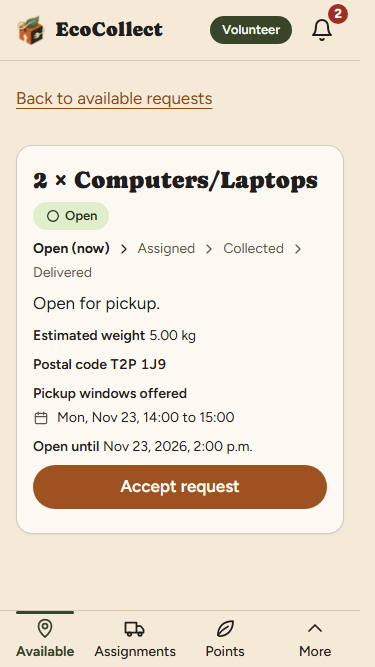 EcoCollect
Volunteer
2
Back to available requests
2 × Computers/Laptops
Open
Open (now) > Assigned > Collected >
Delivered
Open for pickup.
Estimated weight 5.00 kg
Postal code T2P 1J9
Pickup windows offered
Mon, Nov 23, 14:00 to 15:00
Open until Nov 23, 2026, 2:00 p.m.
Accept request
Available Assignments Points More